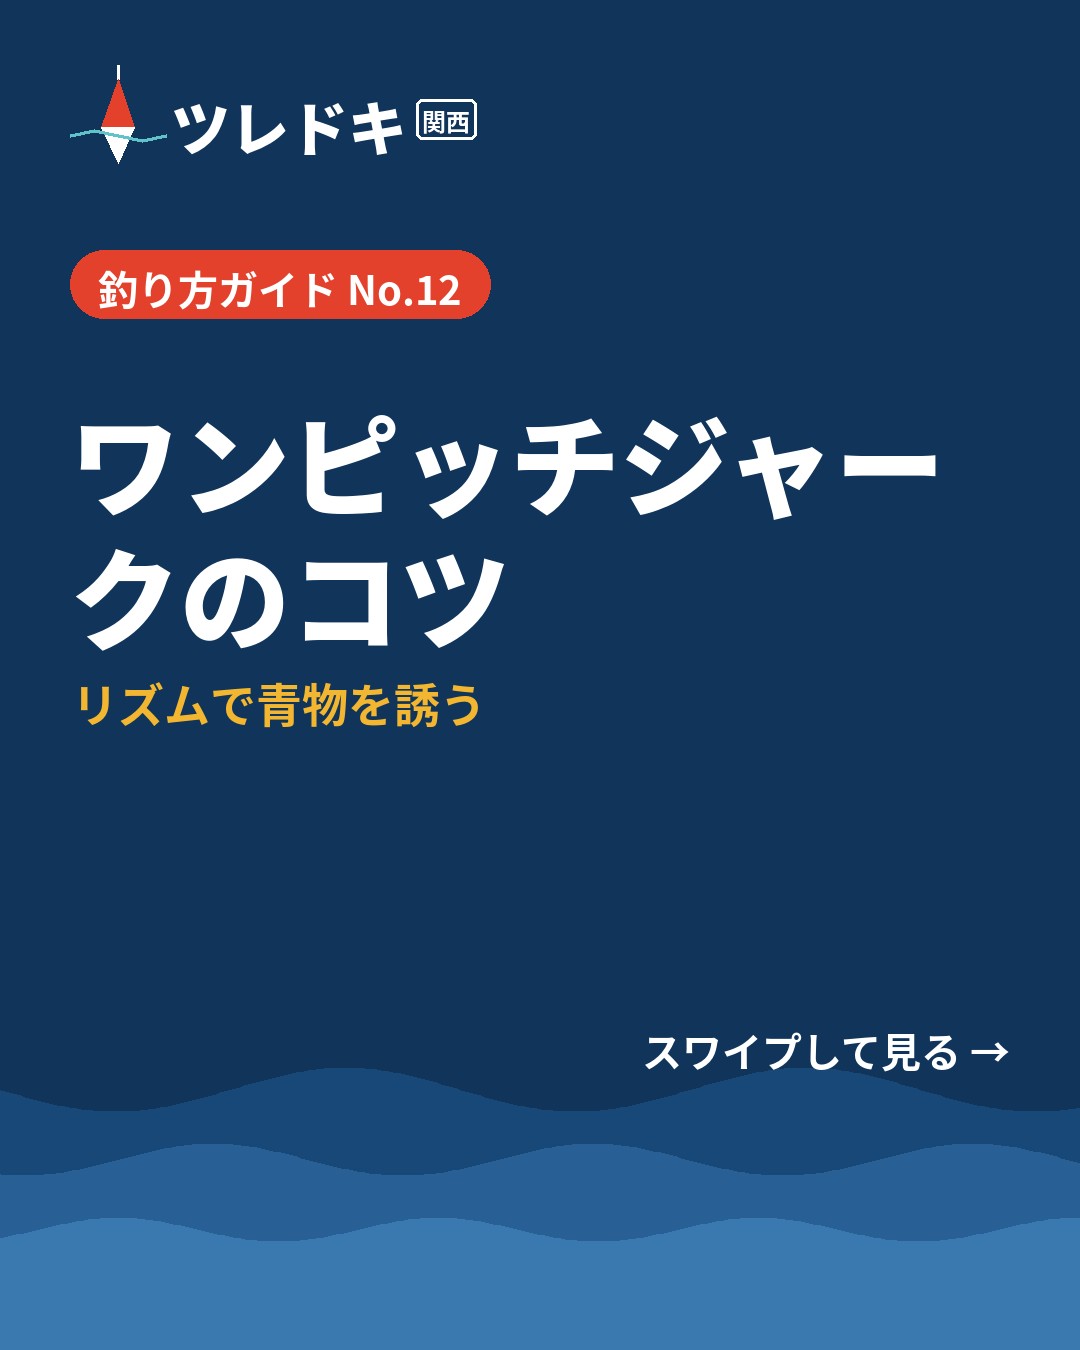 ツレドキ 関西
釣り方ガイド No.12
ワンピッチジャー
クのコツ
リズムで青物を誘う
スワイプして見る →